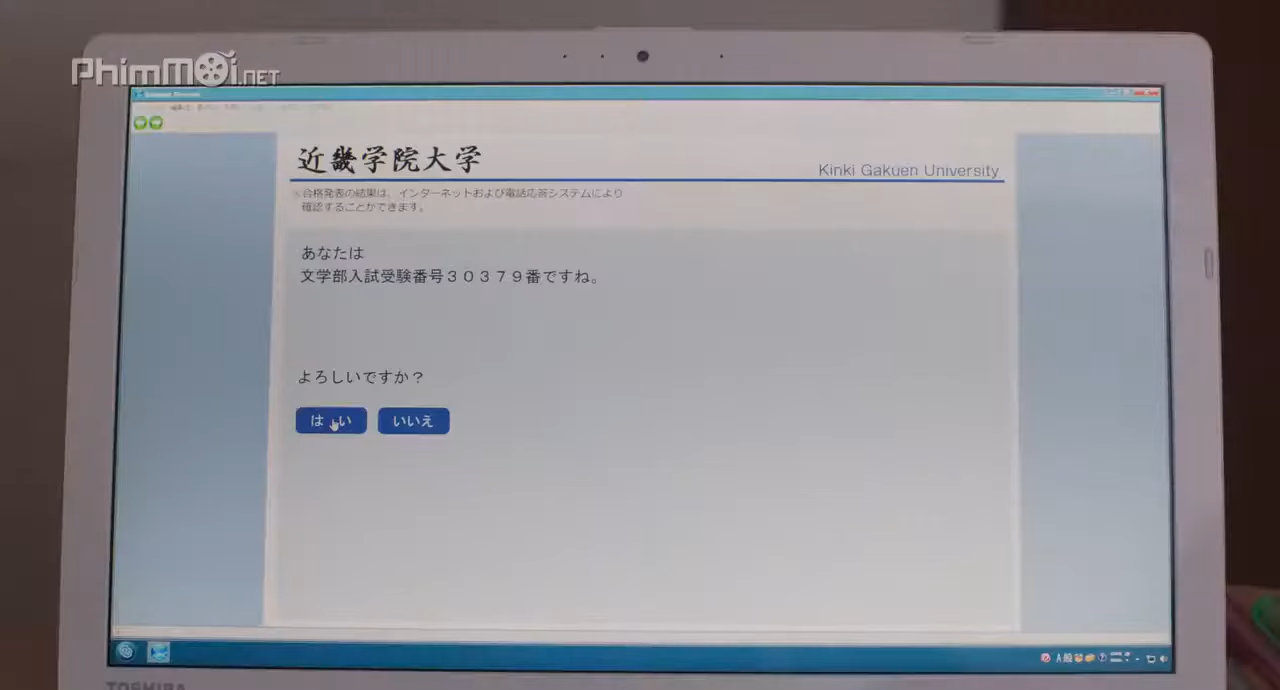 PhimMoi.NET
近畿学院大学
Kinki Gakuen University
※合格発表の結果は、インターネットおよび電話応答システムにより
確認することができます。
あなたは
文学部入試受験番号30379番ですね。
よろしいですか?
はい いいえ
A般
TOSHIBA